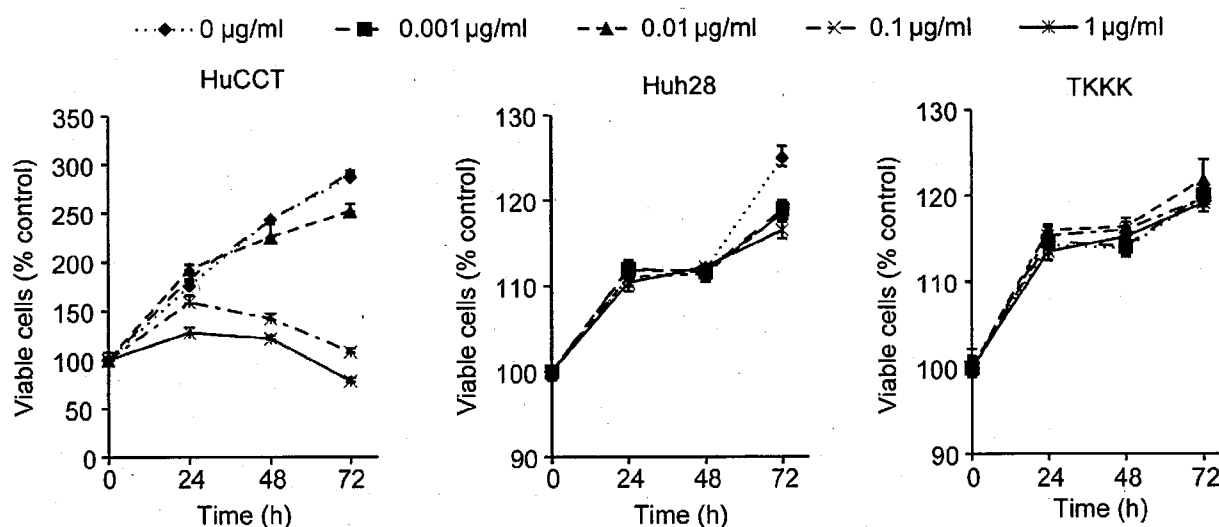 0 µg/ml 0.001 µg/ml 0.01 µg/ml 0.1 µg/ml 1 µg/ml
HuCCT
350
300
250
200
150
100
50
0
0 24 48 72
Viable cells (% control)
Time (h)
Huh28
130
120
110
100
90
0 24 48 72
Viable cells (% control)
Time (h)
TKKK
130
120
110
100
90
0 24 48 72
Viable cells (% control)
Time (h)